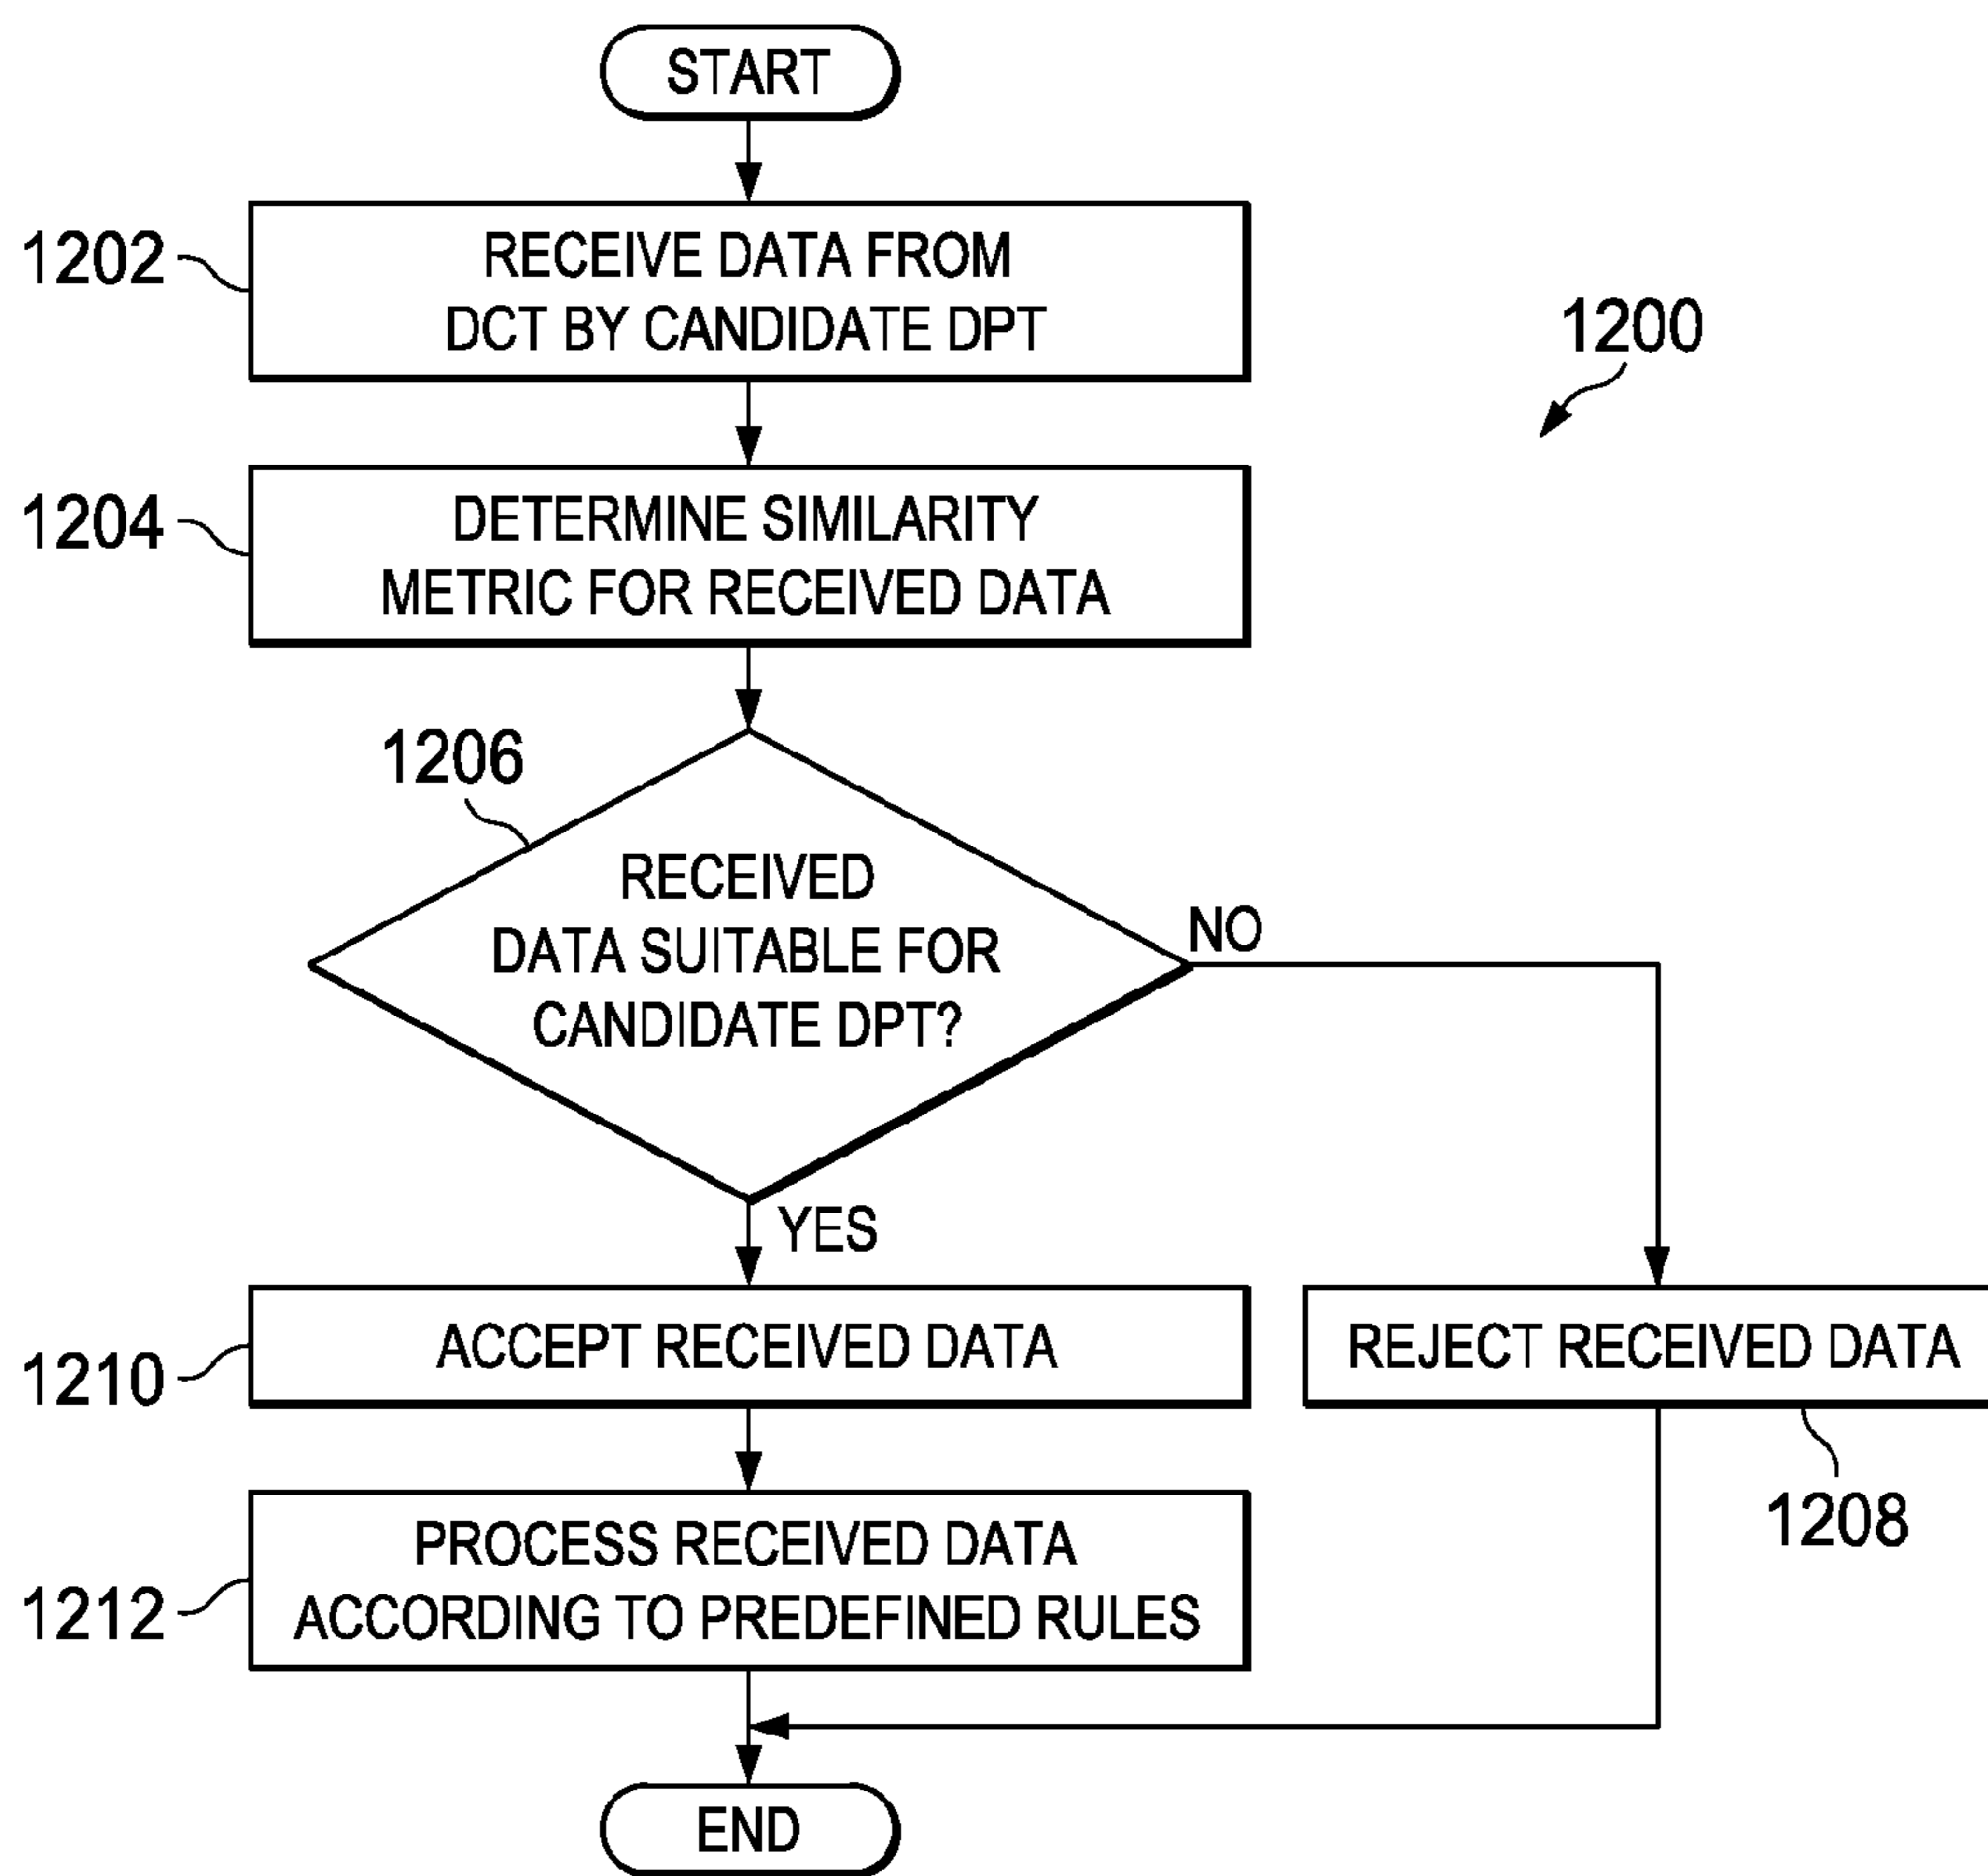 START
1202
RECEIVE DATA FROM
DCT BY CANDIDATE DPT
1200
1204
DETERMINE SIMILARITY
METRIC FOR RECEIVED DATA
1206
RECEIVED
DATA SUITABLE FOR
CANDIDATE DPT?
NO
YES
1210
ACCEPT RECEIVED DATA
REJECT RECEIVED DATA
1208
1212
PROCESS RECEIVED DATA
ACCORDING TO PREDEFINED RULES
END